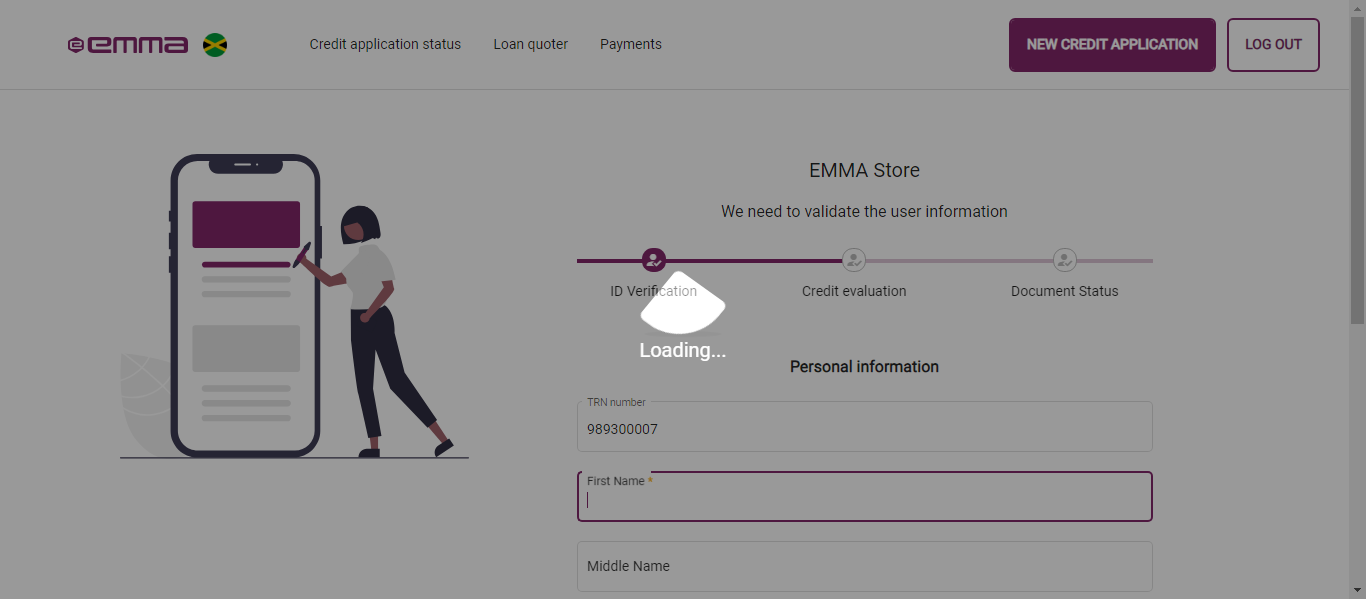 emma
Credit application status
Loan quoter
Payments
NEW CREDIT APPLICATION
LOG OUT
EMMA Store
We need to validate the user information
ID Verification
Credit evaluation
Document Status
Loading...
Personal information
TRN number
989300007
First Name *
Middle Name